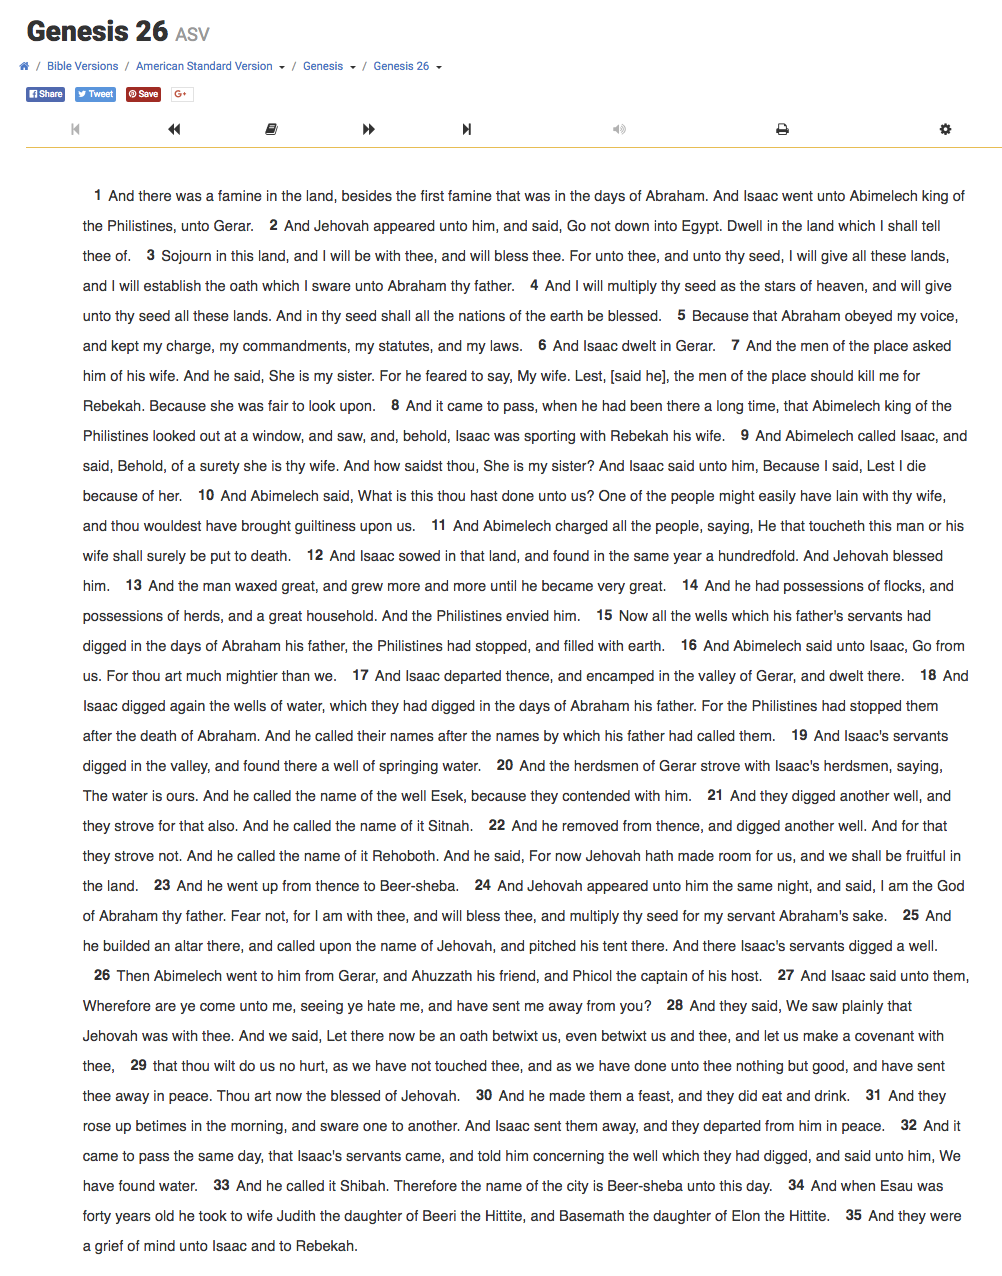 Genesis 26 ASV
/ Bible Versions / American Standard Version / Genesis / Genesis 26
Share Tweet Save G+
1 And there was a famine in the land, besides the first famine that was in the days of Abraham. And Isaac went unto Abimelech king of
the Philistines, unto Gerar. 2 And Jehovah appeared unto him, and said, Go not down into Egypt. Dwell in the land which I shall tell
thee of. 3 Sojourn in this land, and I will be with thee, and will bless thee. For unto thee, and unto thy seed, I will give all these lands,
and I will establish the oath which I sware unto Abraham thy father. 4 And I will multiply thy seed as the stars of heaven, and will give
unto thy seed all these lands. And in thy seed shall all the nations of the earth be blessed. 5 Because that Abraham obeyed my voice,
and kept my charge, my commandments, my statutes, and my laws. 6 And Isaac dwelt in Gerar. 7 And the men of the place asked
him of his wife. And he said, She is my sister. For he feared to say, My wife. Lest, [said he], the men of the place should kill me for
Rebekah. Because she was fair to look upon. 8 And it came to pass, when he had been there a long time, that Abimelech king of the
Philistines looked out at a window, and saw, and, behold, Isaac was sporting with Rebekah his wife. 9 And Abimelech called Isaac, and
said, Behold, of a surety she is thy wife. And how saidst thou, She is my sister? And Isaac said unto him, Because I said, Lest I die
because of her. 10 And Abimelech said, What is this thou hast done unto us? One of the people might easily have lain with thy wife,
and thou wouldest have brought guiltiness upon us. 11 And Abimelech charged all the people, saying, He that toucheth this man or his
wife shall surely be put to death. 12 And Isaac sowed in that land, and found in the same year a hundredfold. And Jehovah blessed
him. 13 And the man waxed great, and grew more and more until he became very great. 14 And he had possessions of flocks, and
possessions of herds, and a great household. And the Philistines envied him. 15 Now all the wells which his father's servants had
digged in the days of Abraham his father, the Philistines had stopped, and filled with earth. 16 And Abimelech said unto Isaac, Go from
us. For thou art much mightier than we. 17 And Isaac departed thence, and encamped in the valley of Gerar, and dwelt there. 18 And
Isaac digged again the wells of water, which they had digged in the days of Abraham his father. For the Philistines had stopped them
after the death of Abraham. And he called their names after the names by which his father had called them. 19 And Isaac's servants
digged in the valley, and found there a well of springing water. 20 And the herdsmen of Gerar strove with Isaac's herdsmen, saying,
The water is ours. And he called the name of the well Esek, because they contended with him. 21 And they digged another well, and
they strove for that also. And he called the name of it Sitnah. 22 And he removed from thence, and digged another well. And for that
they strove not. And he called the name of it Rehoboth. And he said, For now Jehovah hath made room for us, and we shall be fruitful in
the land. 23 And he went up from thence to Beer-sheba. 24 And Jehovah appeared unto him the same night, and said, I am the God
of Abraham thy father. Fear not, for I am with thee, and will bless thee, and multiply thy seed for my servant Abraham's sake. 25 And
he builded an altar there, and called upon the name of Jehovah, and pitched his tent there. And there Isaac's servants digged a well.
26 Then Abimelech went to him from Gerar, and Ahuzzath his friend, and Phicol the captain of his host. 27 And Isaac said unto them,
Wherefore are ye come unto me, seeing ye hate me, and have sent me away from you? 28 And they said, We saw plainly that
Jehovah was with thee. And we said, Let there now be an oath betwixt us, even betwixt us and thee, and let us make a covenant with
thee, 29 that thou wilt do us no hurt, as we have not touched thee, and as we have done unto thee nothing but good, and have sent
thee away in peace. Thou art now the blessed of Jehovah. 30 And he made them a feast, and they did eat and drink. 31 And they
rose up betimes in the morning, and sware one to another. And Isaac sent them away, and they departed from him in peace. 32 And it
came to pass the same day, that Isaac's servants came, and told him concerning the well which they had digged, and said unto him, We
have found water. 33 And he called it Shibah. Therefore the name of the city is Beer-sheba unto this day. 34 And when Esau was
forty years old he took to wife Judith the daughter of Beeri the Hittite, and Basemath the daughter of Elon the Hittite. 35 And they were
a grief of mind unto Isaac and to Rebekah.